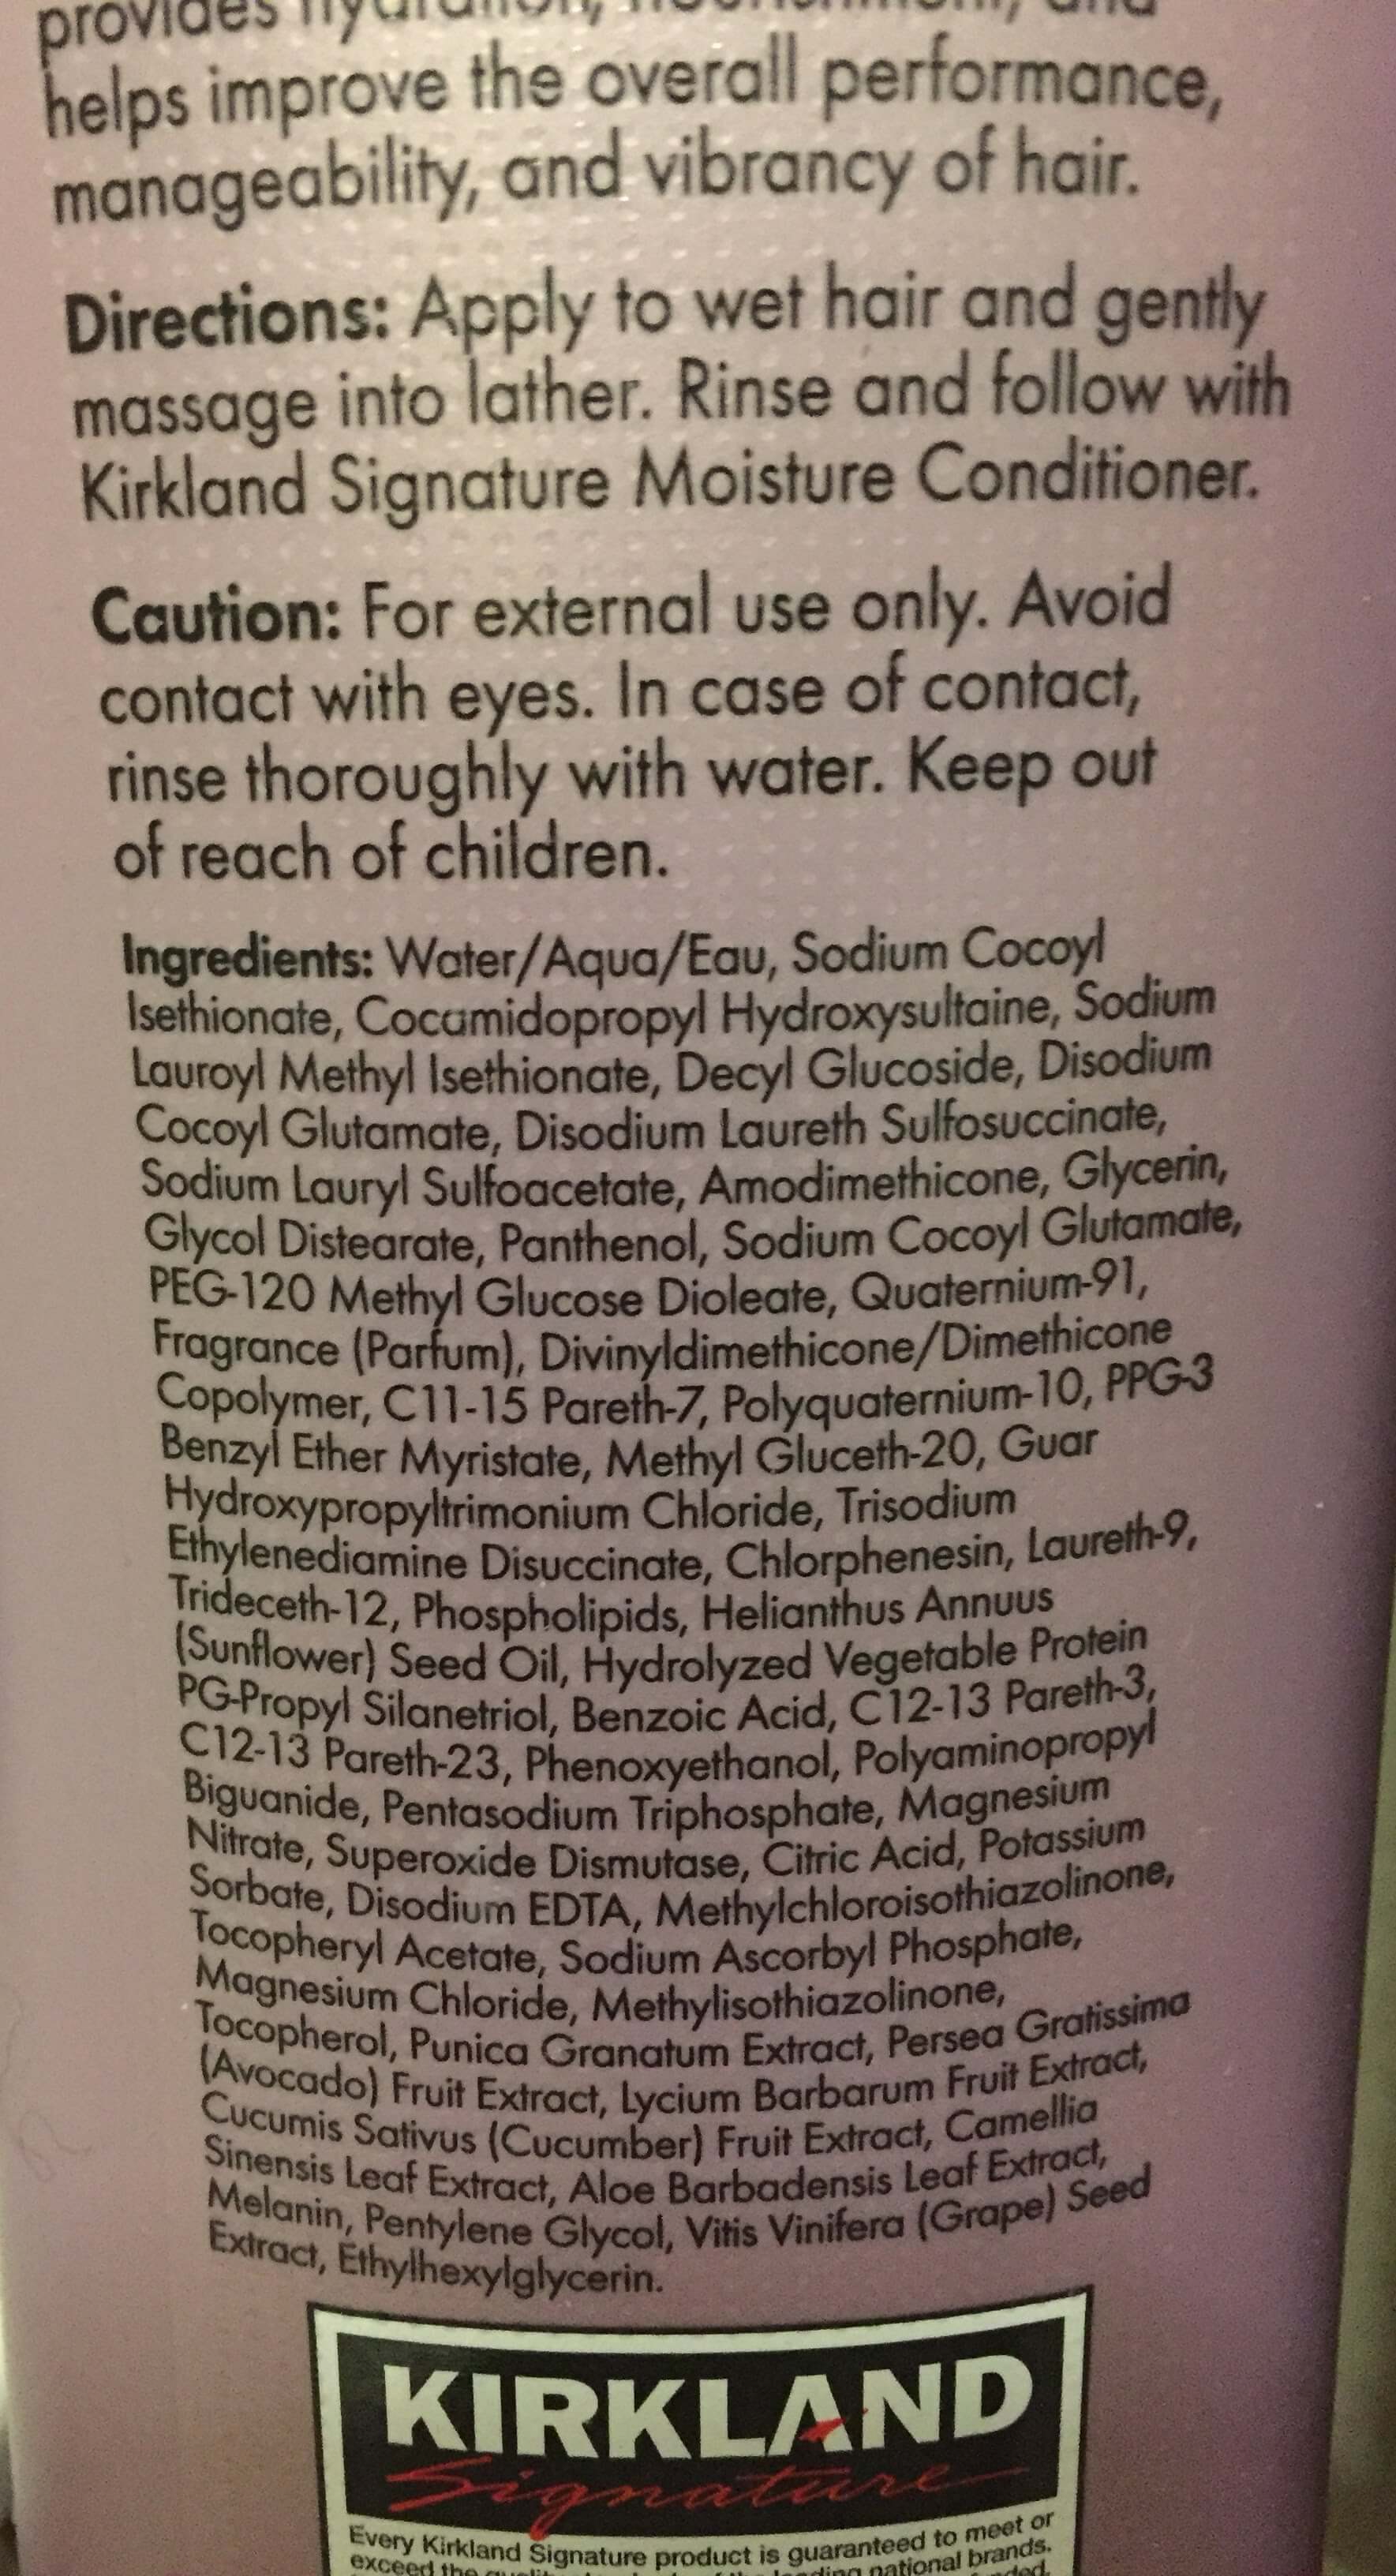 provides hydration, nourishment, and
helps improve the overall performance,
manageability, and vibrancy of hair.
Directions: Apply to wet hair and gently
massage into lather. Rinse and follow with
Kirkland Signature Moisture Conditioner.
Caution: For external use only. Avoid
contact with eyes. In case of contact,
rinse thoroughly with water. Keep out
of reach of children.
Ingredients: Water/Aqua/Eau, Sodium Cocoyl
Isethionate, Cocamidopropyl Hydroxysultaine, Sodium
Lauroyl Methyl Isethionate, Decyl Glucoside, Disodium
Cocoyl Glutamate, Disodium Laureth Sulfosuccinate,
Sodium Lauryl Sulfoacetate, Amodimethicone, Glycerin,
Glycol Distearate, Panthenol, Sodium Cocoyl Glutamate,
PEG-120 Methyl Glucose Dioleate, Quaternium-91,
Fragrance (Parfum), Divinyldimethicone/Dimethicone
Copolymer, C11-15 Pareth-7, Polyquaternium-10, PPG-3
Benzyl Ether Myristate, Methyl Gluceth-20, Guar
Hydroxypropyltrimonium Chloride, Trisodium
Ethylenediamine Disuccinate, Chlorphenesin, Laureth-9,
Trideceth-12, Phospholipids, Helianthus Annuus
(Sunflower) Seed Oil, Hydrolyzed Vegetable Protein
PG-Propyl Silanetriol, Benzoic Acid, C12-13 Pareth-3,
C12-13 Pareth-23, Phenoxyethanol, Polyaminopropyl
Biguanide, Pentasodium Triphosphate, Magnesium
Nitrate, Superoxide Dismutase, Citric Acid, Potassium
Sorbate, Disodium EDTA, Methylchloroisothiazolinone,
Tocopheryl Acetate, Sodium Ascorbyl Phosphate,
Magnesium Chloride, Methylisothiazolinone,
Tocopherol, Punica Granatum Extract, Persea Gratissima
(Avocado) Fruit Extract, Lycium Barbarum Fruit Extract,
Cucumis Sativus (Cucumber) Fruit Extract, Camellia
Sinensis Leaf Extract, Aloe Barbadensis Leaf Extract,
Melanin, Pentylene Glycol, Vitis Vinifera (Grape) Seed
Extract, Ethylhexylglycerin.
KIRKLAND
Signature
Every Kirkland Signature product is guaranteed to meet or
exceed the national brands.